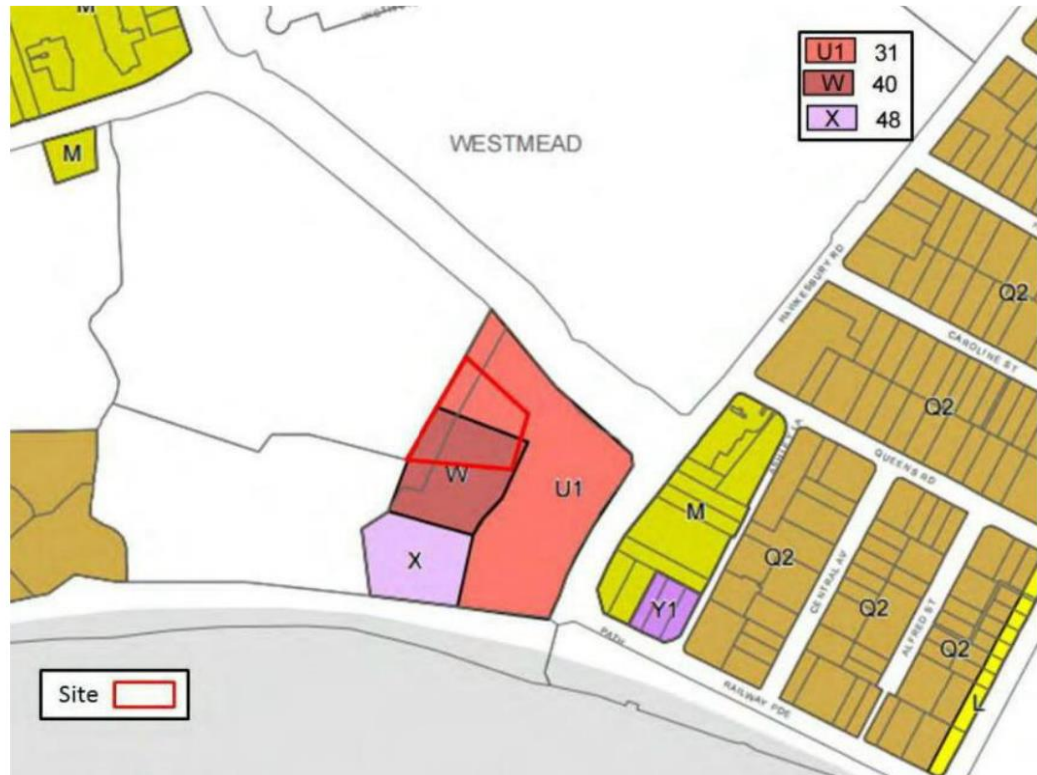 M
U1 31
W 40
X 48
WESTMEAD
M
HAWKESBURY RD
Q2
CAROLINE ST
Q2
QUEENS RD
W
U1
M
X
Q2
Y1
CENTRAL AV
Q2
ALFRED ST
Q2
PATH
RAILWAY PDE
Site